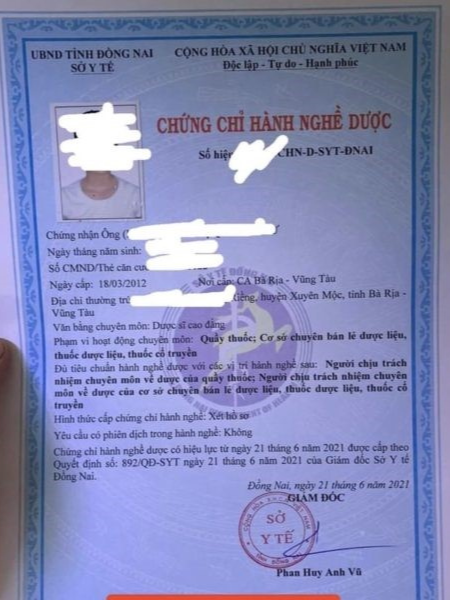 UBND TỈNH ĐỒNG NAI
SỞ Y TẾ
CỘNG HÒA XÃ HỘI CHỦ NGHĨA VIỆT NAM
Độc lập - Tự do - Hạnh phúc
CHỨNG CHỈ HÀNH NGHỀ DƯỢC
Số hiệ CHN-D-SYT-ĐNAI
Chứng nhận Ông (
Ngày tháng năm sinh:
Số CMND/Thẻ căn cư
Ngày cấp: 18/03/2012 Nơi cấp: CA Bà Rịa - Vũng Tàu
Địa chỉ thường trú Riềng, huyện Xuyên Mộc, tỉnh Bà Rịa -
Vũng Tàu
Văn bằng chuyên môn: Dược sĩ cao đẳng
Phạm vi hoạt động chuyên môn: Quầy thuốc; Cơ sở chuyên bán lẻ dược liệu,
thuốc dược liệu, thuốc cổ truyền
Đủ tiêu chuẩn hành nghề dược với các vị trí hành nghề sau: Người chịu trách
nhiệm chuyên môn về dược của quầy thuốc; Người chịu trách nhiệm chuyên
môn về dược của cơ sở chuyên bán lẻ dược liệu, thuốc dược liệu, thuốc cổ
truyền
Hình thức cấp chứng chỉ hành nghề: Xét hồ sơ
Yêu cầu có phiên dịch trong hành nghề: Không
Chứng chỉ hành nghề dược có hiệu lực từ ngày 21 tháng 6 năm 2021 được cấp theo
Quyết định số: 892/QĐ-SYT ngày 21 tháng 6 năm 2021 của Giám đốc Sở Y tế
Đồng Nai.
Đồng Nai, ngày 21 tháng 6 năm 2021
GIÁM ĐỐC
SỞ
Y TẾ
Phan Huy Anh Vũ